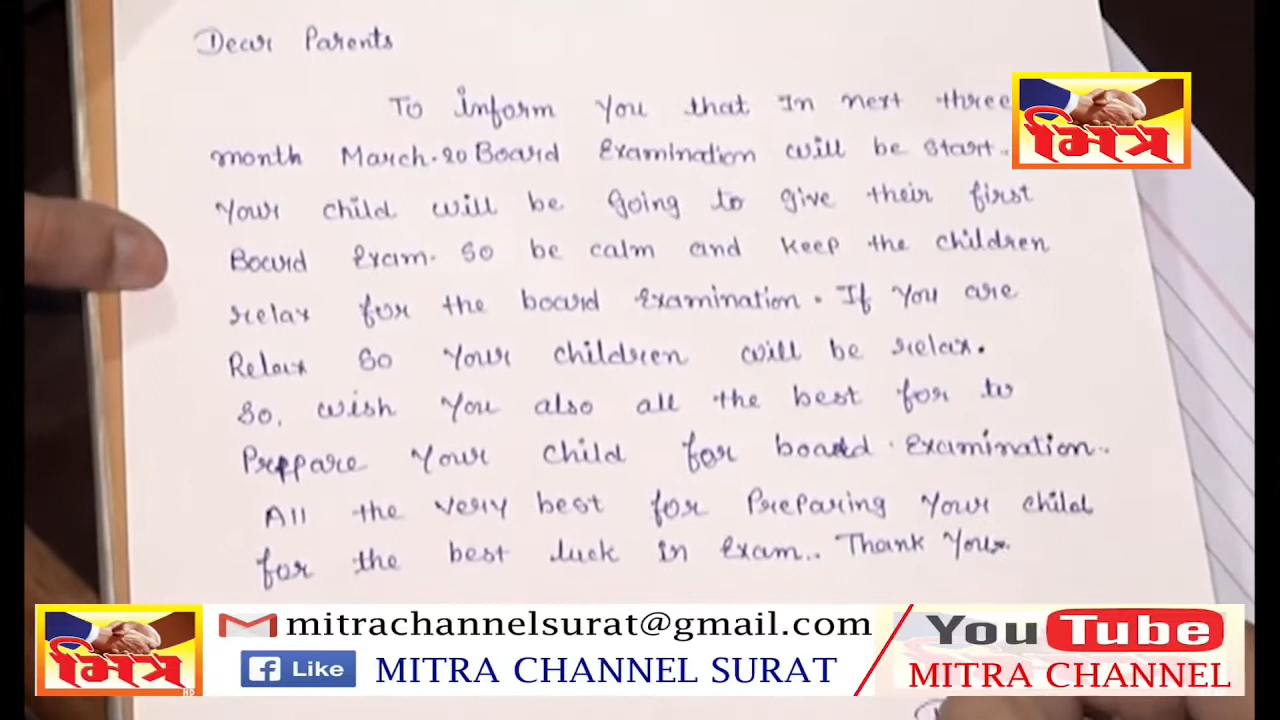 Dear Parents
To inform you that In next three
month March.20 Board Examination will be start.
Your child will be going to give their first
Board Exam. So be calm and keep the children
relax for the board examination. If you are
Relax so your children will be relax.
So, wish you also all the best for to
Prepare your child for board examination..
All the very best for preparing your child
for the best luck in exam.. Thank You
मित्र
मित्र
HD
mitrachannelsurat@gmail.com
Like MITRA CHANNEL SURAT
YouTube
MITRA CHANNEL